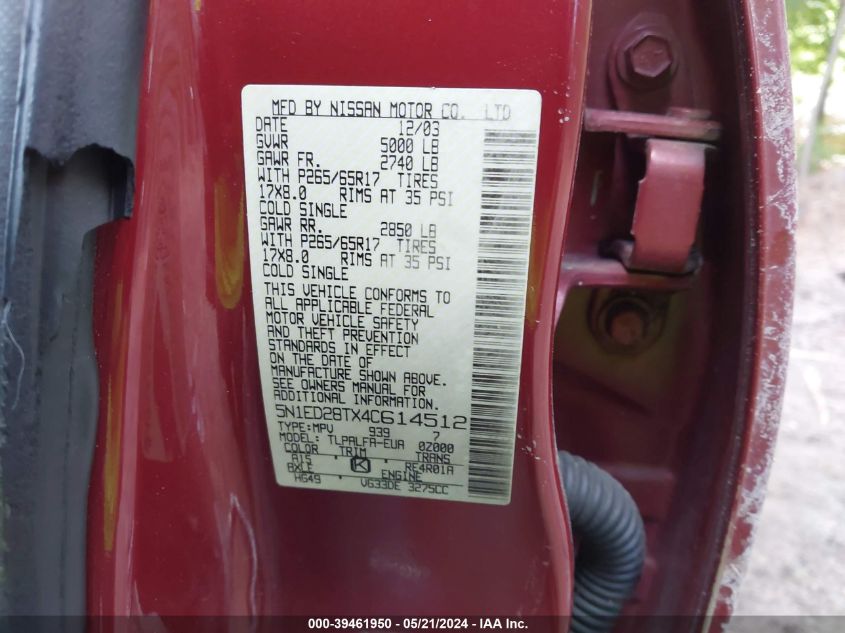 MFD BY NISSAN MOTOR CO. LTD
DATE 12/03
GVWR 5000 LB
GAWR FR. 2740 LB
WITH P265/65R17 TIRES
17X8.0 RIMS AT 35 PSI
COLD SINGLE
GAWR RR. 2850 LB
WITH P265/65R17 TIRES
17X8.0 RIMS AT 35 PSI
COLD SINGLE
THIS VEHICLE CONFORMS TO
ALL APPLICABLE FEDERAL
MOTOR VEHICLE SAFETY
AND THEFT PREVENTION
STANDARDS IN EFFECT
ON THE DATE OF
MANUFACTURE SHOWN ABOVE.
SEE OWNERS MANUAL FOR
ADDITIONAL INFORMATION.
5N1ED28TX4C614512
TYPE:MPV 939 7
MODEL: TLPALFA-EUA 02000
COLOR TRIM TRANS
A15 K RE4R01A
AXLE ENGINE
HG49 VG33DE 3275CC
000-39461950 - 05/21/2024 - IAA Inc.